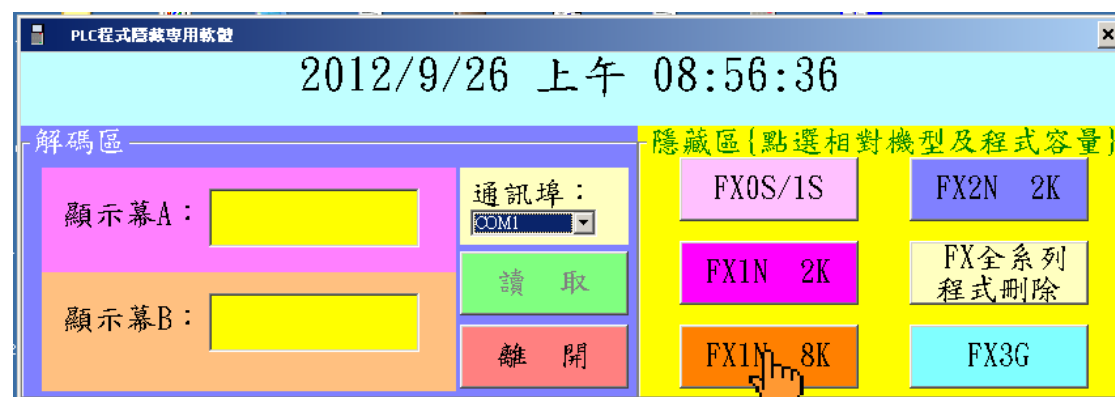 PLC程式隱藏專用軟體
2012/9/26 上午 08:56:36
解碼區
顯示幕A：
顯示幕B：
通訊埠：
COM1
讀 取
離 開
隱藏區{點選相對機型及程式容量}
FX0S/1S
FX2N 2K
FX1N 2K
FX全系列
程式刪除
FX1N 8K
FX3G